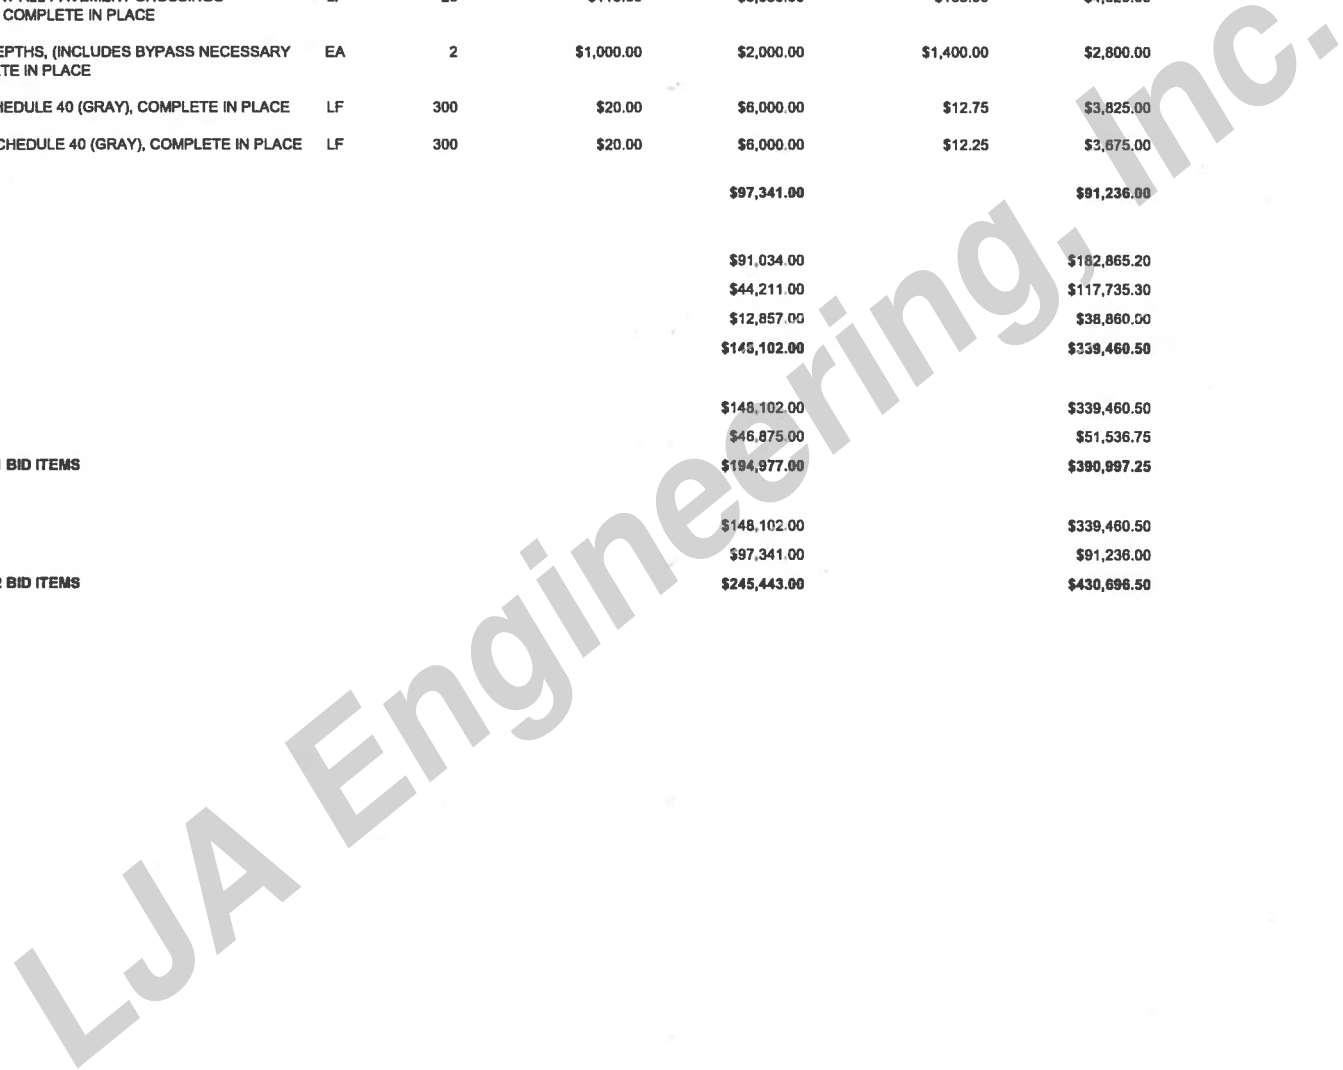 COMPLETE IN PLACE
EPTHS, (INCLUDES BYPASS NECESSARY EA 2 $1,000.00 $2,000.00 $1,400.00 $2,800.00
TE IN PLACE
HEDULE 40 (GRAY), COMPLETE IN PLACE LF 300 $20.00 $6,000.00 $12.75 $3,825.00
CHEDULE 40 (GRAY), COMPLETE IN PLACE LF 300 $20.00 $6,000.00 $12.25 $3,675.00
$97,341.00 $91,236.00
$91,034.00 $182,865.20
$44,211.00 $117,735.30
$12,857.00 $38,860.00
$148,102.00 $339,460.50
$148,102.00 $339,460.50
$46,875.00 $51,536.75
BID ITEMS $194,977.00 $390,997.25
$148,102.00 $339,460.50
$97,341.00 $91,236.00
2 BID ITEMS $245,443.00 $430,696.50
LJA Engineering, Inc.